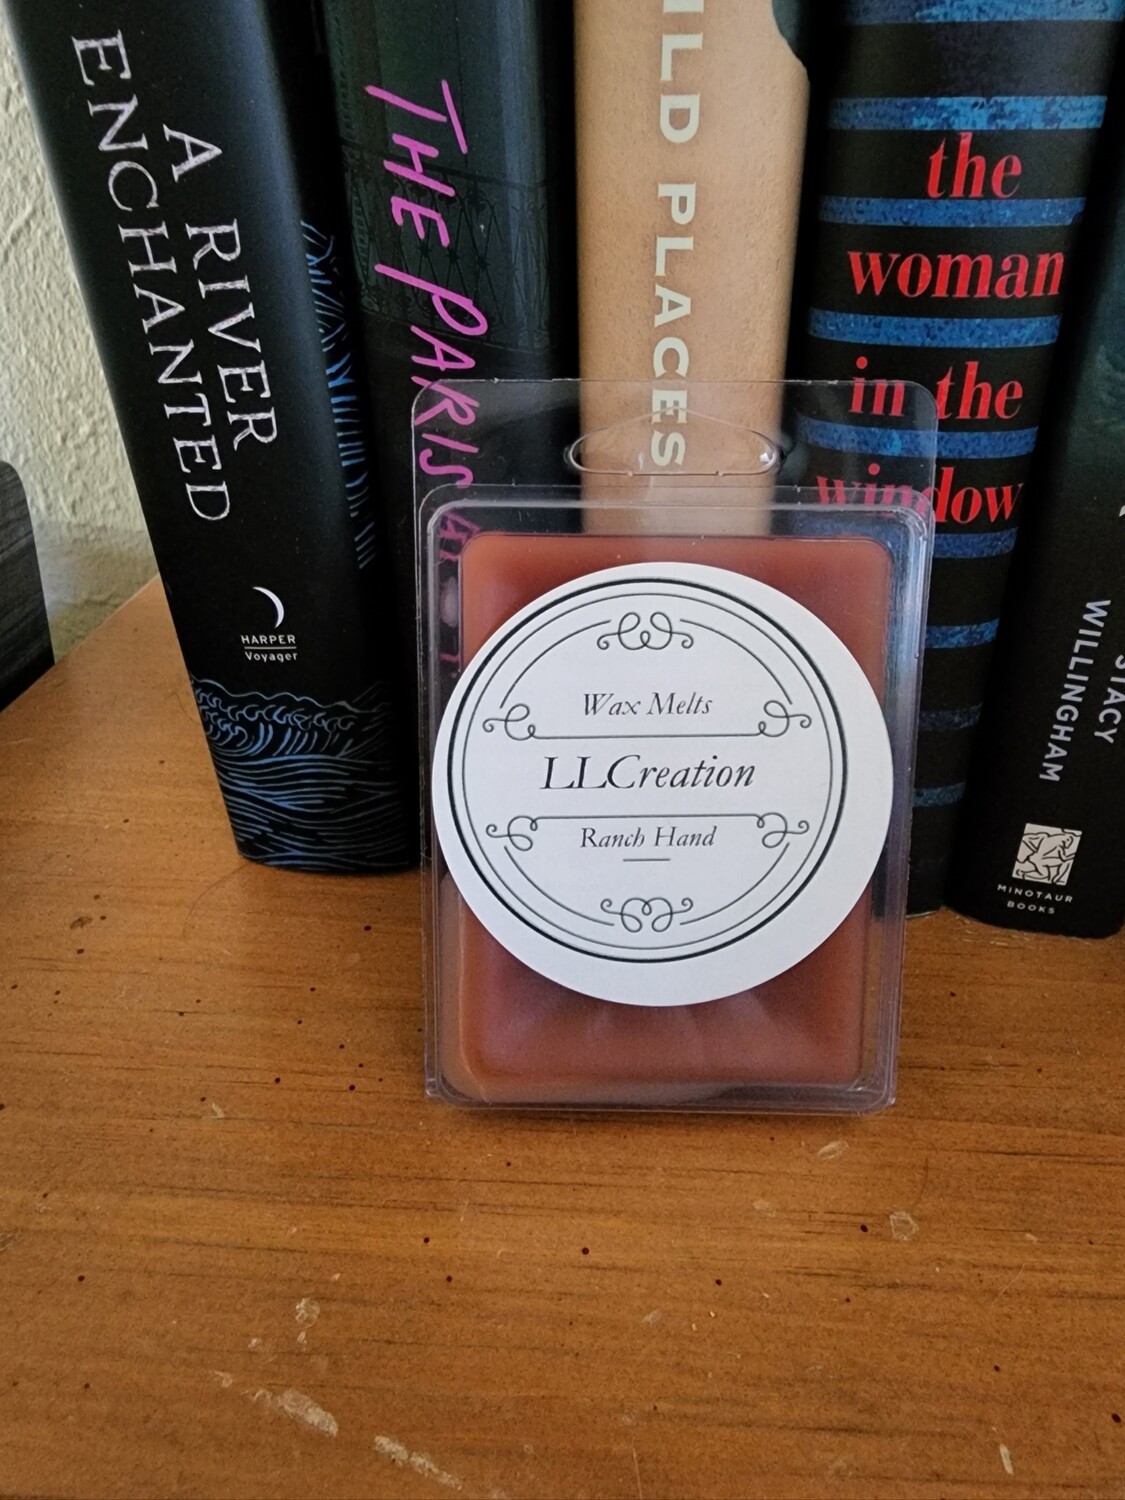 A RIVER
ENCHANTED
HARPER
Voyager
THE PARIS
ILD PLACES
the
woman
in the
window
STACY
WILLINGHAM
MINOTAUR
BOOKS
Wax Melts
LLCreation
Ranch Hand